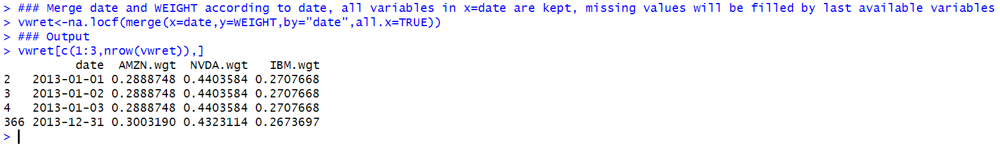 > ### Merge date and WEIGHT according to date, all variables in x=date are kept, missing values will be filled by last available variables
> vwret<-na.locf(merge(x=date,y=WEIGHT,by="date",all.x=TRUE))
> ### Output
> vwret[c(1:3,nrow(vwret)),]
          date  AMZN.wgt  NVDA.wgt   IBM.wgt
2   2013-01-01 0.2888748 0.4403584 0.2707668
3   2013-01-02 0.2888748 0.4403584 0.2707668
4   2013-01-03 0.2888748 0.4403584 0.2707668
366 2013-12-31 0.3003190 0.4323114 0.2673697
>